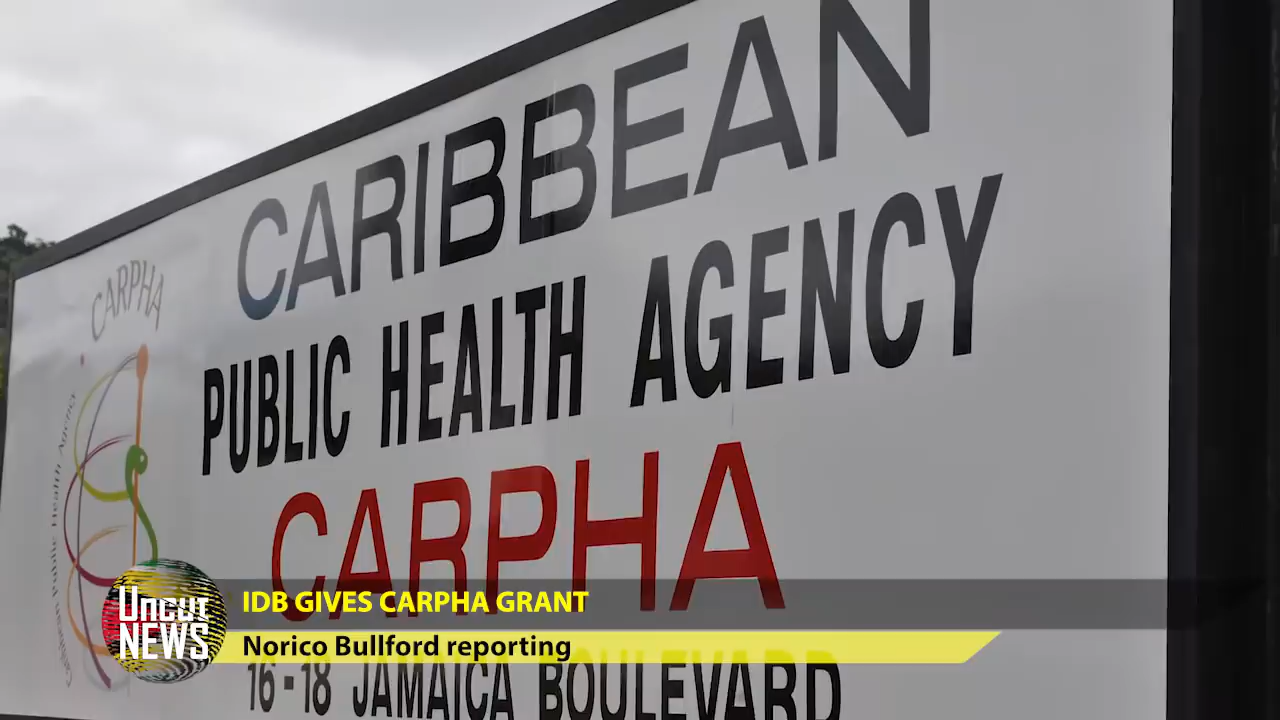 CARIBBEAN
PUBLIC HEALTH AGENCY
CARPHA
CARPHA
Caribbean Public Health Agency
IDB GIVES CARPHA GRANT
Uncut
NEWS
Norico Bullford reporting
16-18 JAMAICA BOULEVARD